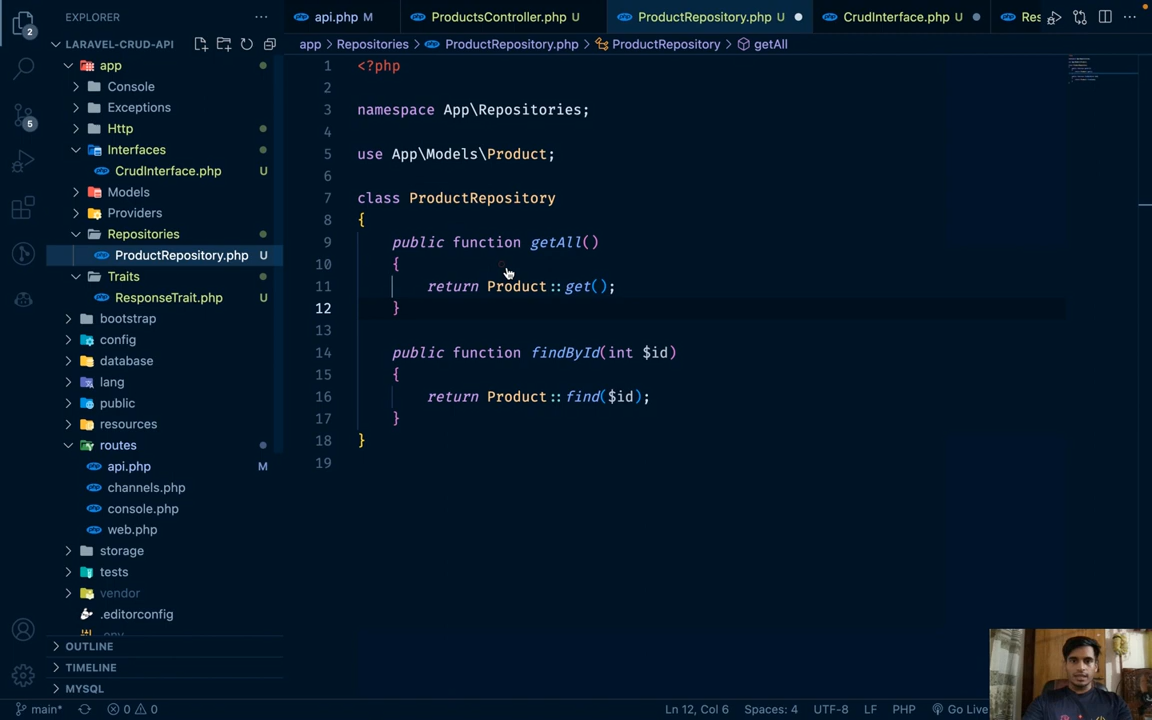 EXPLORER
api.php M
ProductsController.php U
ProductRepository.php U
CrudInterface.php U
Res
LARAVEL-CRUD-API
app > Repositories > ProductRepository.php > ProductRepository > getAll
app
Console
Exceptions
Http
Interfaces
CrudInterface.php U
Models
Providers
Repositories
ProductRepository.php U
Traits
ResponseTrait.php U
bootstrap
config
database
lang
public
resources
routes
api.php M
channels.php
console.php
web.php
storage
tests
vendor
.editorconfig
.env
OUTLINE
TIMELINE
MYSQL
2
5
1 <?php
2
3 namespace App\Repositories;
4
5 use App\Models\Product;
6
7 class ProductRepository
8 {
9 public function getAll()
10 {
11 return Product::get();
12 }
13
14 public function findById(int $id)
15 {
16 return Product::find($id);
17 }
18 }
19
main* 0 0
Ln 12, Col 6 Spaces: 4 UTF-8 LF PHP Go Live